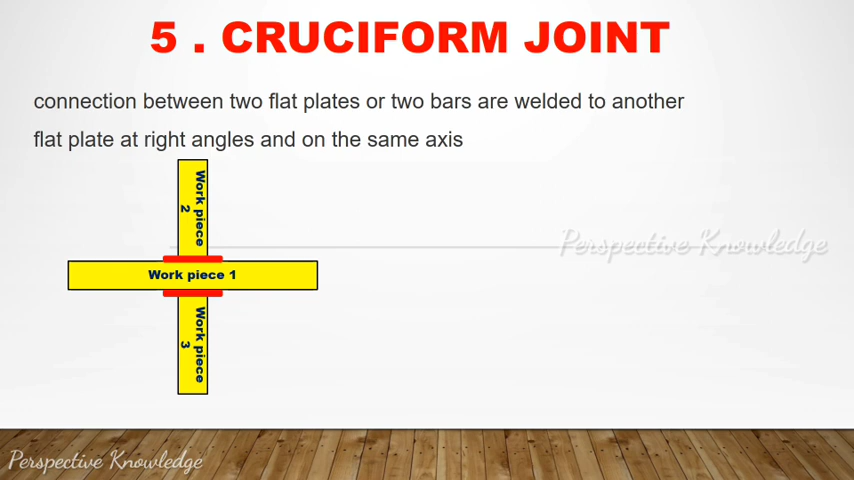 5 . CRUCIFORM JOINT
connection between two flat plates or two bars are welded to another
flat plate at right angles and on the same axis
Work piece
2
Perspective Knowledge
Work piece 1
Work piece
3
Perspective Knowledge